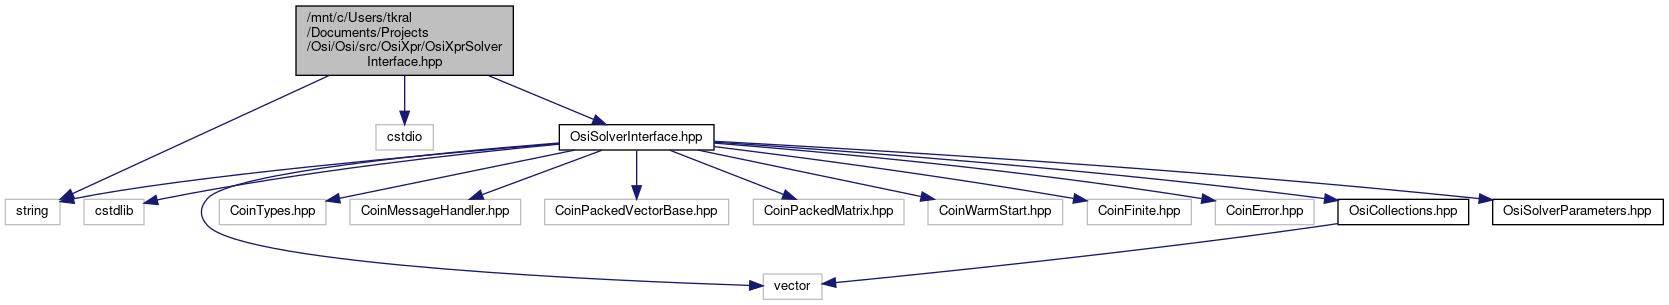 /mnt/c/Users/tkral
/Documents/Projects
/Osi/Osi/src/OsiXpr/OsiXprSolver
Interface.hpp
cstdio
OsiSolverInterface.hpp
string
cstdlib
CoinTypes.hpp
CoinMessageHandler.hpp
CoinPackedVectorBase.hpp
CoinPackedMatrix.hpp
CoinWarmStart.hpp
CoinFinite.hpp
CoinError.hpp
OsiCollections.hpp
OsiSolverParameters.hpp
vector